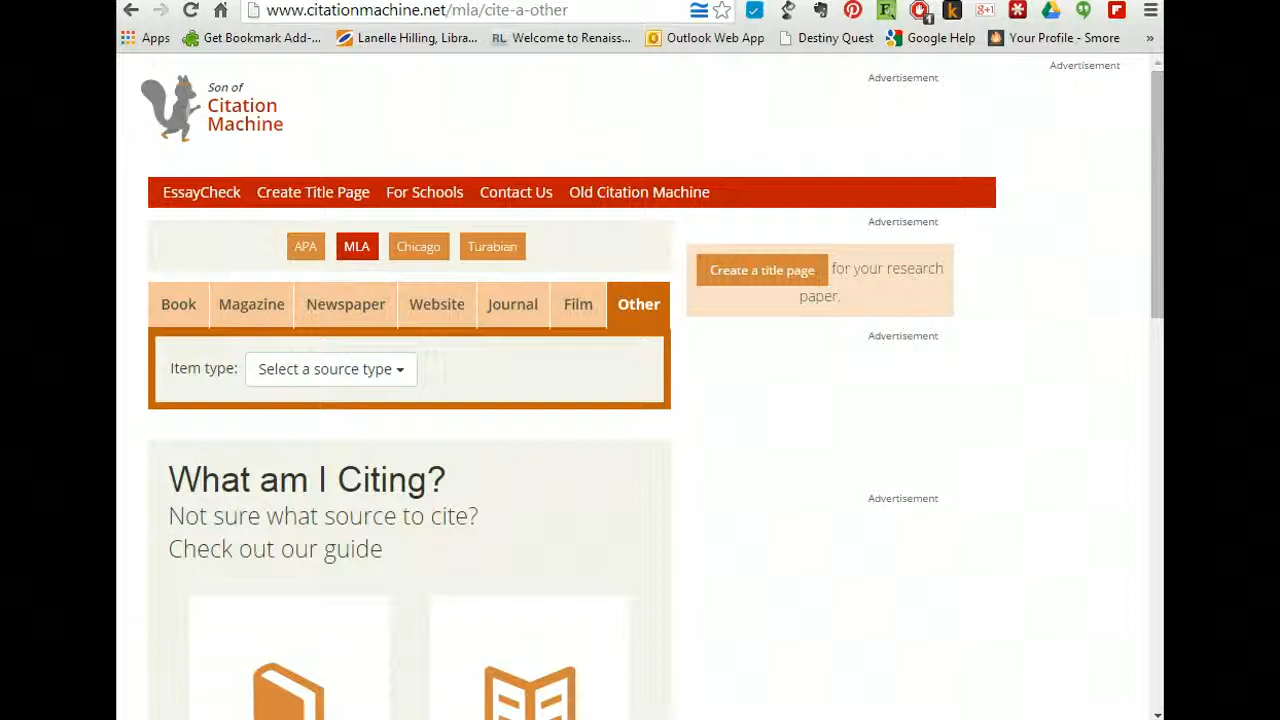 www.citationmachine.net/mla/cite-a-other
Apps Get Bookmark Add-... Lanelle Hilling, Libra... RL Welcome to Renaiss... Outlook Web App Destiny Quest Google Help Your Profile - Smore »
Advertisement
Advertisement
Son of
Citation
Machine
EssayCheck Create Title Page For Schools Contact Us Old Citation Machine
Advertisement
APA MLA Chicago Turabian
Create a title page for your research
paper.
Book Magazine Newspaper Website Journal Film Other
Advertisement
Item type: Select a source type
What am I Citing?
Not sure what source to cite?
Check out our guide
Advertisement